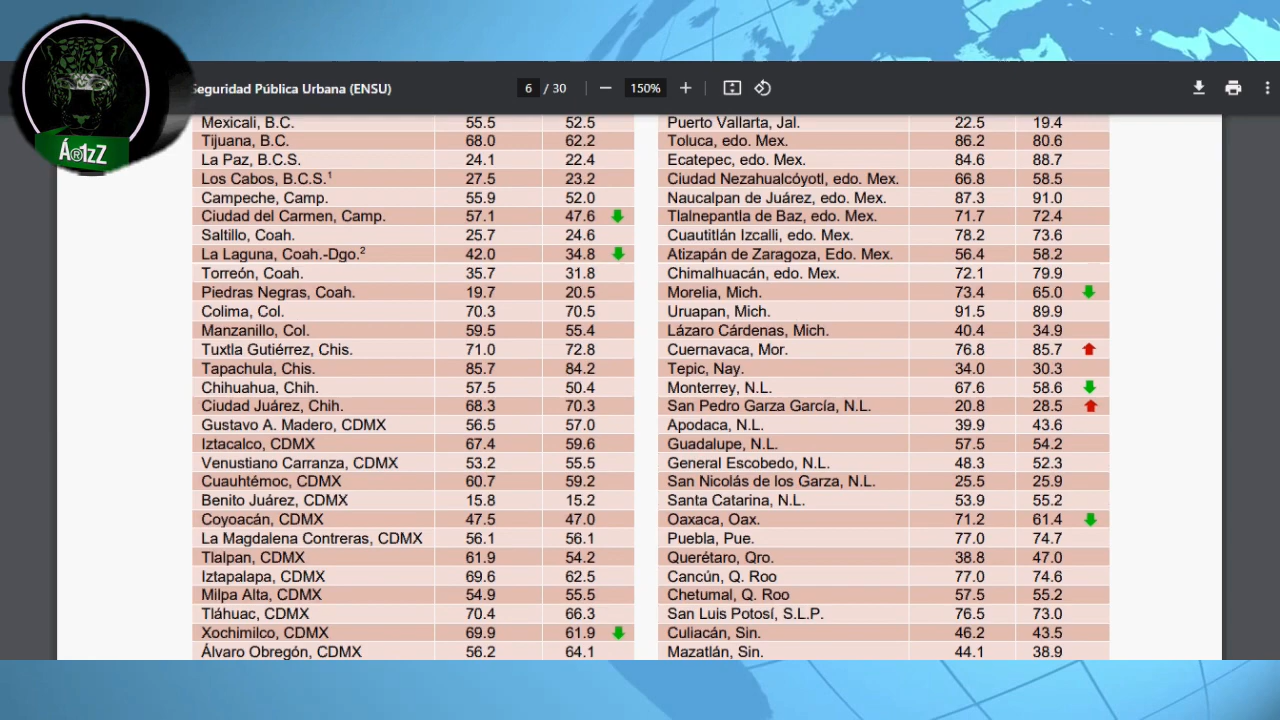 Á®1zZ
Seguridad Pública Urbana (ENSU)
6 / 30
150%
Mexicali, B.C. 55.5 52.5
Tijuana, B.C. 68.0 62.2
La Paz, B.C.S. 24.1 22.4
Los Cabos, B.C.S.¹ 27.5 23.2
Campeche, Camp. 55.9 52.0
Ciudad del Carmen, Camp. 57.1 47.6
Saltillo, Coah. 25.7 24.6
La Laguna, Coah.-Dgo.² 42.0 34.8
Torreón, Coah. 35.7 31.8
Piedras Negras, Coah. 19.7 20.5
Colima, Col. 70.3 70.5
Manzanillo, Col. 59.5 55.4
Tuxtla Gutiérrez, Chis. 71.0 72.8
Tapachula, Chis. 85.7 84.2
Chihuahua, Chih. 57.5 50.4
Ciudad Juárez, Chih. 68.3 70.3
Gustavo A. Madero, CDMX 56.5 57.0
Iztacalco, CDMX 67.4 59.6
Venustiano Carranza, CDMX 53.2 55.5
Cuauhtémoc, CDMX 60.7 59.2
Benito Juárez, CDMX 15.8 15.2
Coyoacán, CDMX 47.5 47.0
La Magdalena Contreras, CDMX 56.1 56.1
Tlalpan, CDMX 61.9 54.2
Iztapalapa, CDMX 69.6 62.5
Milpa Alta, CDMX 54.9 55.5
Tláhuac, CDMX 70.4 66.3
Xochimilco, CDMX 69.9 61.9
Álvaro Obregón, CDMX 56.2 64.1
Puerto Vallarta, Jal. 22.5 19.4
Toluca, edo. Mex. 86.2 80.6
Ecatepec, edo. Mex. 84.6 88.7
Ciudad Nezahualcóyotl, edo. Mex. 66.8 58.5
Naucalpan de Juárez, edo. Mex. 87.3 91.0
Tlalnepantla de Baz, edo. Mex. 71.7 72.4
Cuautitlán Izcalli, edo. Mex. 78.2 73.6
Atizapán de Zaragoza, Edo. Mex. 56.4 58.2
Chimalhuacán, edo. Mex. 72.1 79.9
Morelia, Mich. 73.4 65.0
Uruapan, Mich. 91.5 89.9
Lázaro Cárdenas, Mich. 40.4 34.9
Cuernavaca, Mor. 76.8 85.7
Tepic, Nay. 34.0 30.3
Monterrey, N.L. 67.6 58.6
San Pedro Garza García, N.L. 20.8 28.5
Apodaca, N.L. 39.9 43.6
Guadalupe, N.L. 57.5 54.2
General Escobedo, N.L. 48.3 52.3
San Nicolás de los Garza, N.L. 25.5 25.9
Santa Catarina, N.L. 53.9 55.2
Oaxaca, Oax. 71.2 61.4
Puebla, Pue. 77.0 74.7
Querétaro, Qro. 38.8 47.0
Cancún, Q. Roo 77.0 74.6
Chetumal, Q. Roo 57.5 55.2
San Luis Potosí, S.L.P. 76.5 73.0
Culiacán, Sin. 46.2 43.5
Mazatlán, Sin. 44.1 38.9